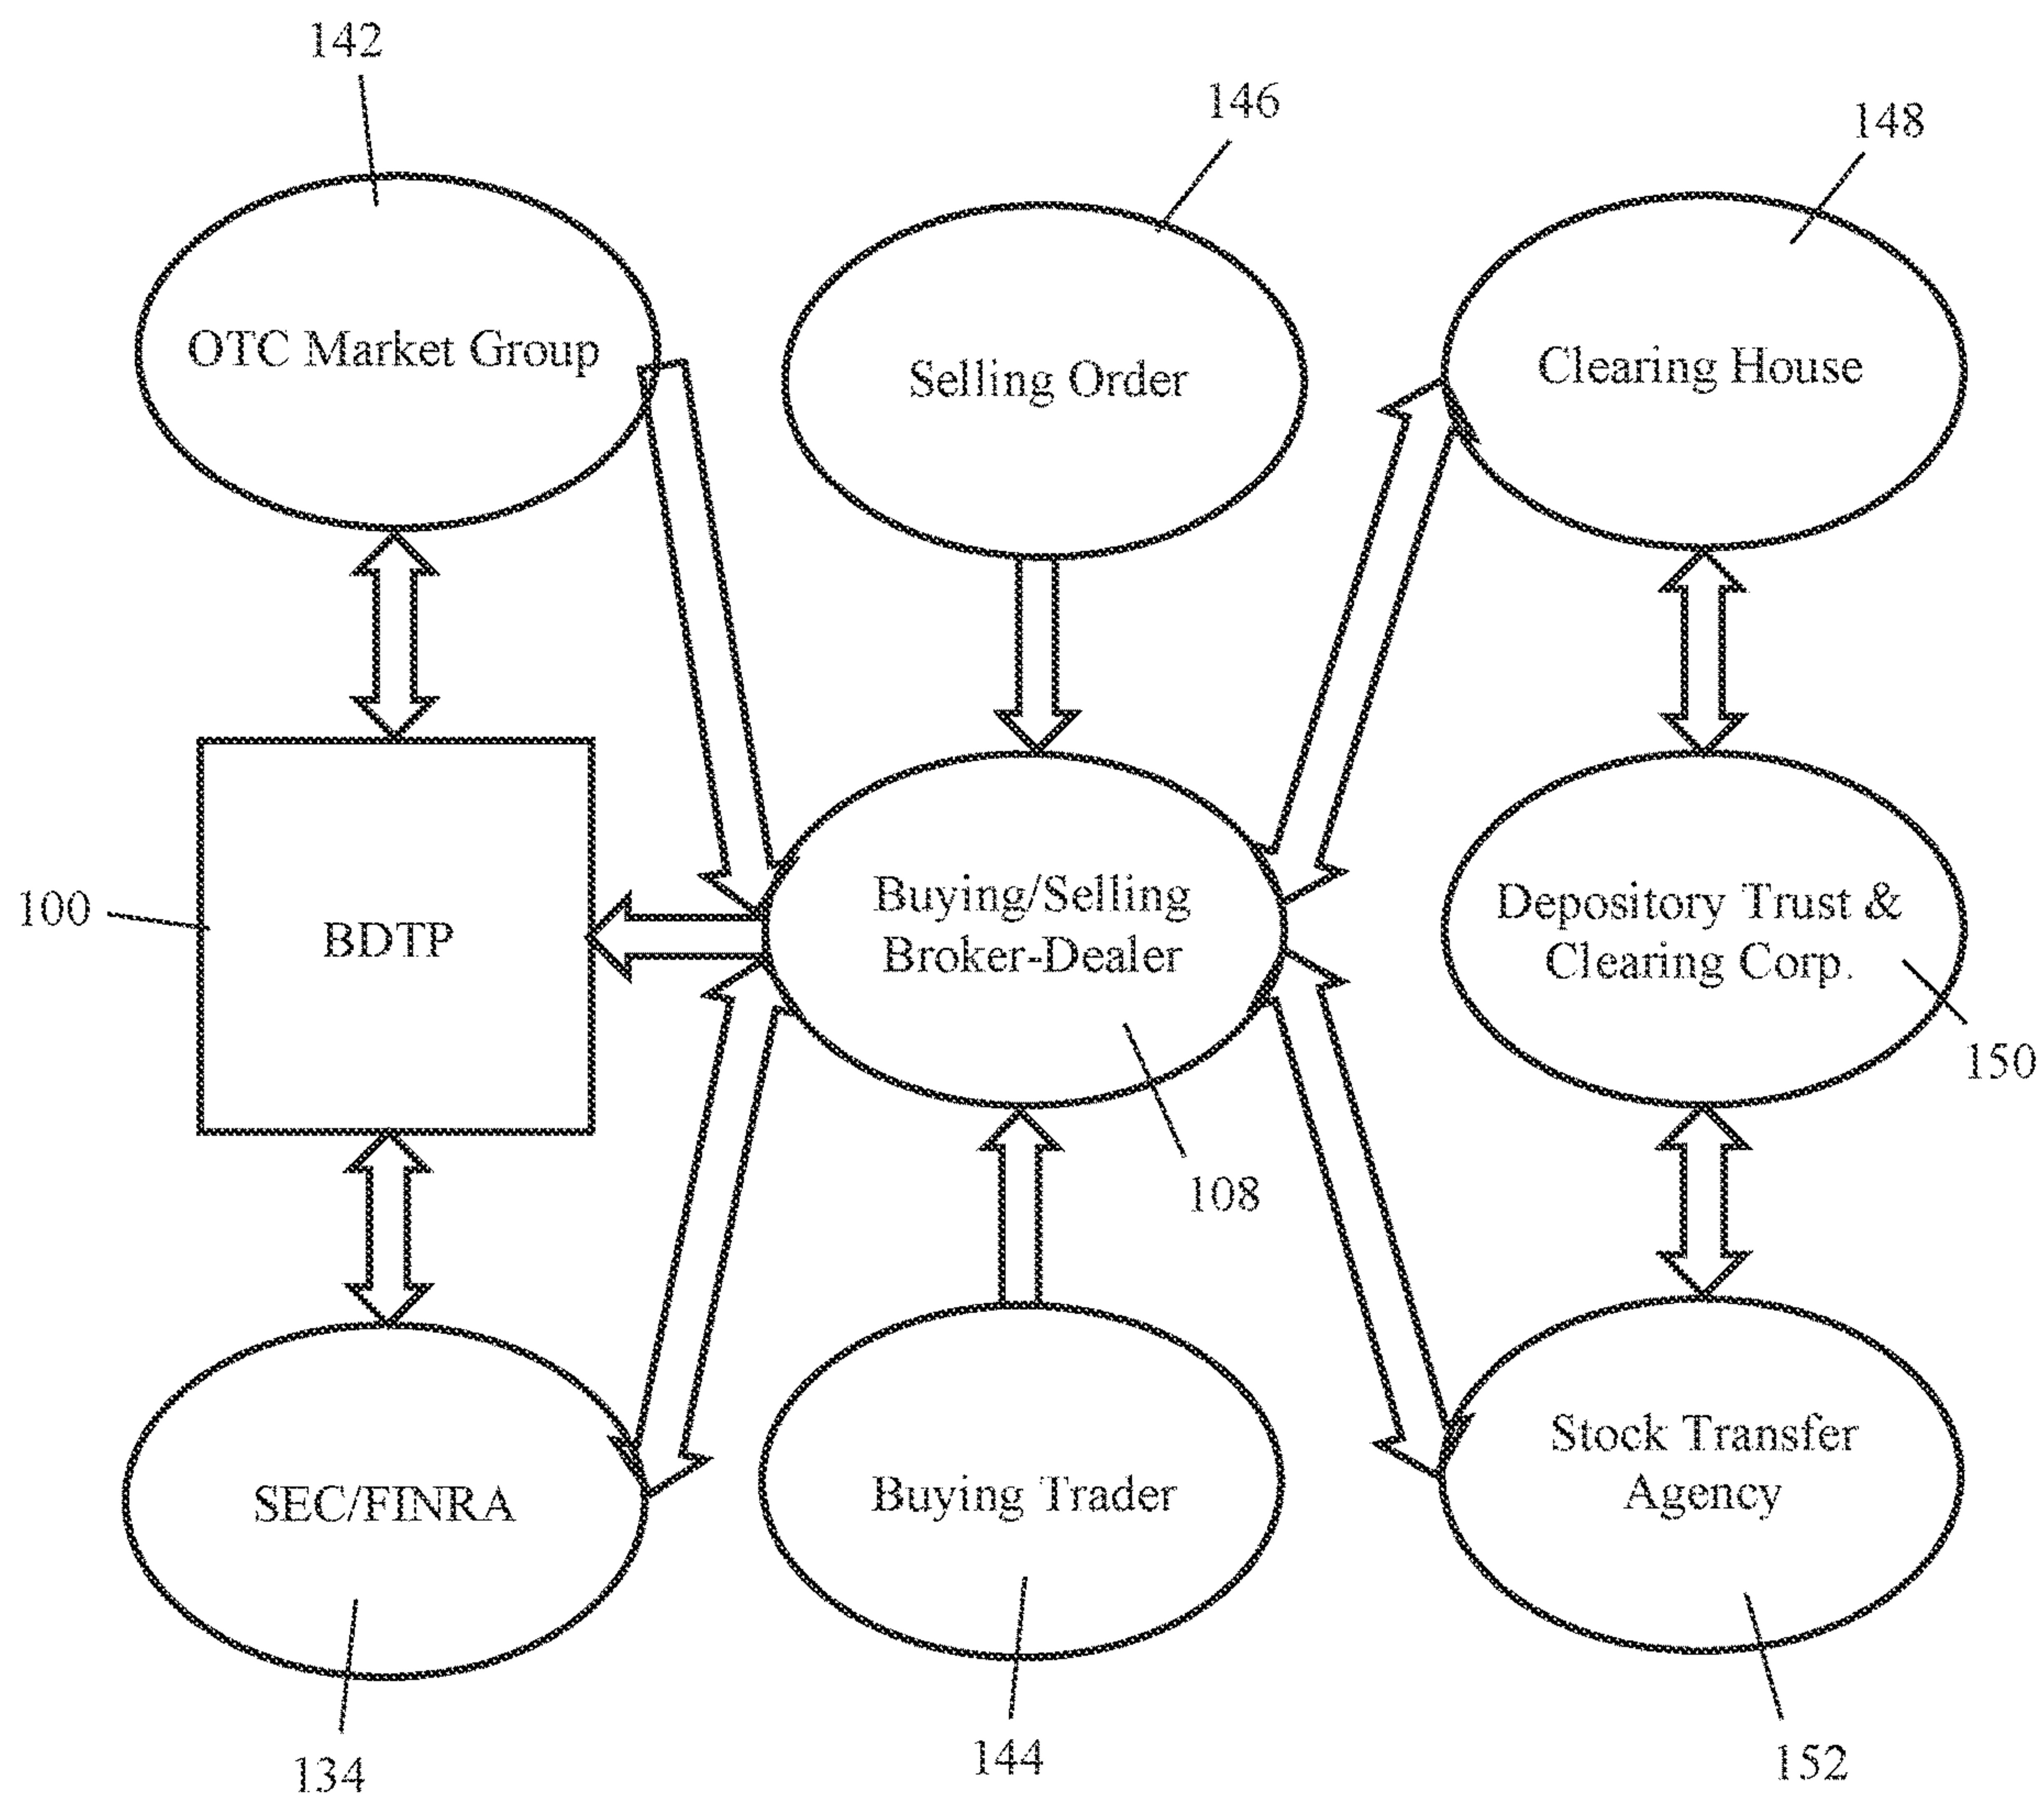 142
146
148
OTC Market Group
Selling Order
Clearing House
100
BDTP
Buying/Selling
Broker-Dealer
Depository Trust &
Clearing Corp.
150
108
SEC/FINRA
Buying Trader
Stock Transfer
Agency
134
144
152